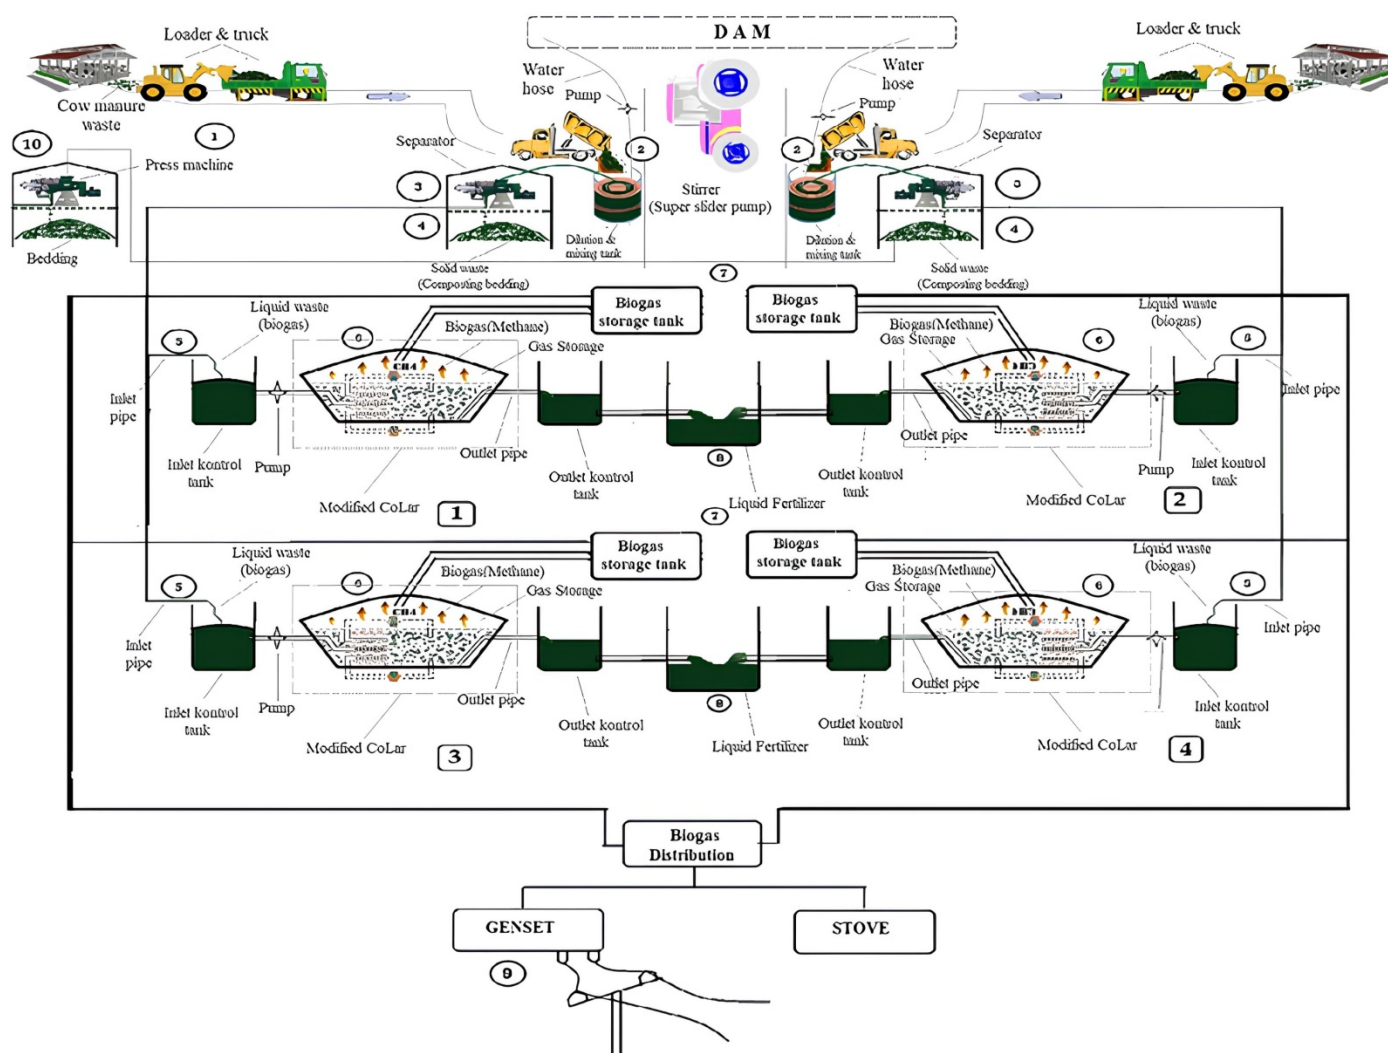 DAM
Loader & truck
Loader & truck
Water
hose
Water
hose
Pump
Pump
Cow manure
waste
1
10
Press machine
Separator
2
2
Separator
3
3
Stirrer
(Super slider pump)
4
4
Bedding
Dilution &
mixing tank
Dilution &
mixing tank
Solid waste
(Composting bedding)
Solid waste
(Composting bedding)
7
Biogas
storage tank
Biogas
storage tank
Liquid waste
(biogas)
Biogas(Methane)
Gas Storage
Biogas(Methane)
Gas Storage
Liquid waste
(biogas)
5
6
6
CH4
Inlet
pipe
Inlet pipe
Inlet kontrol
tank
Pump
Outlet pipe
Outlet kontrol
tank
8
Outlet kontrol
tank
Outlet pipe
Pump
Inlet kontrol
tank
Modified CoLar
1
Liquid Fertilizer
Modified CoLar
2
7
Biogas
storage tank
Biogas
storage tank
Liquid waste
(biogas)
Biogas(Methane)
Gas Storage
Biogas(Methane)
Gas Storage
Liquid waste
(biogas)
5
6
6
5
CH4
Inlet
pipe
Inlet pipe
Inlet kontrol
tank
Pump
Outlet pipe
Outlet kontrol
tank
8
Outlet kontrol
tank
Outlet pipe
Pump
Inlet kontrol
tank
Modified CoLar
3
Liquid Fertilizer
Modified CoLar
4
Biogas
Distribution
GENSET
STOVE
9